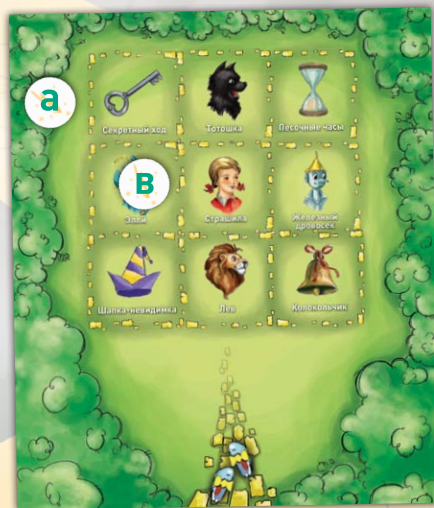 а
Секретный ход
Тотошка
Песочные часы
в
Элли
Страшила
Железный
дровосек
Шапка-невидимка
Лев
Колокольчик